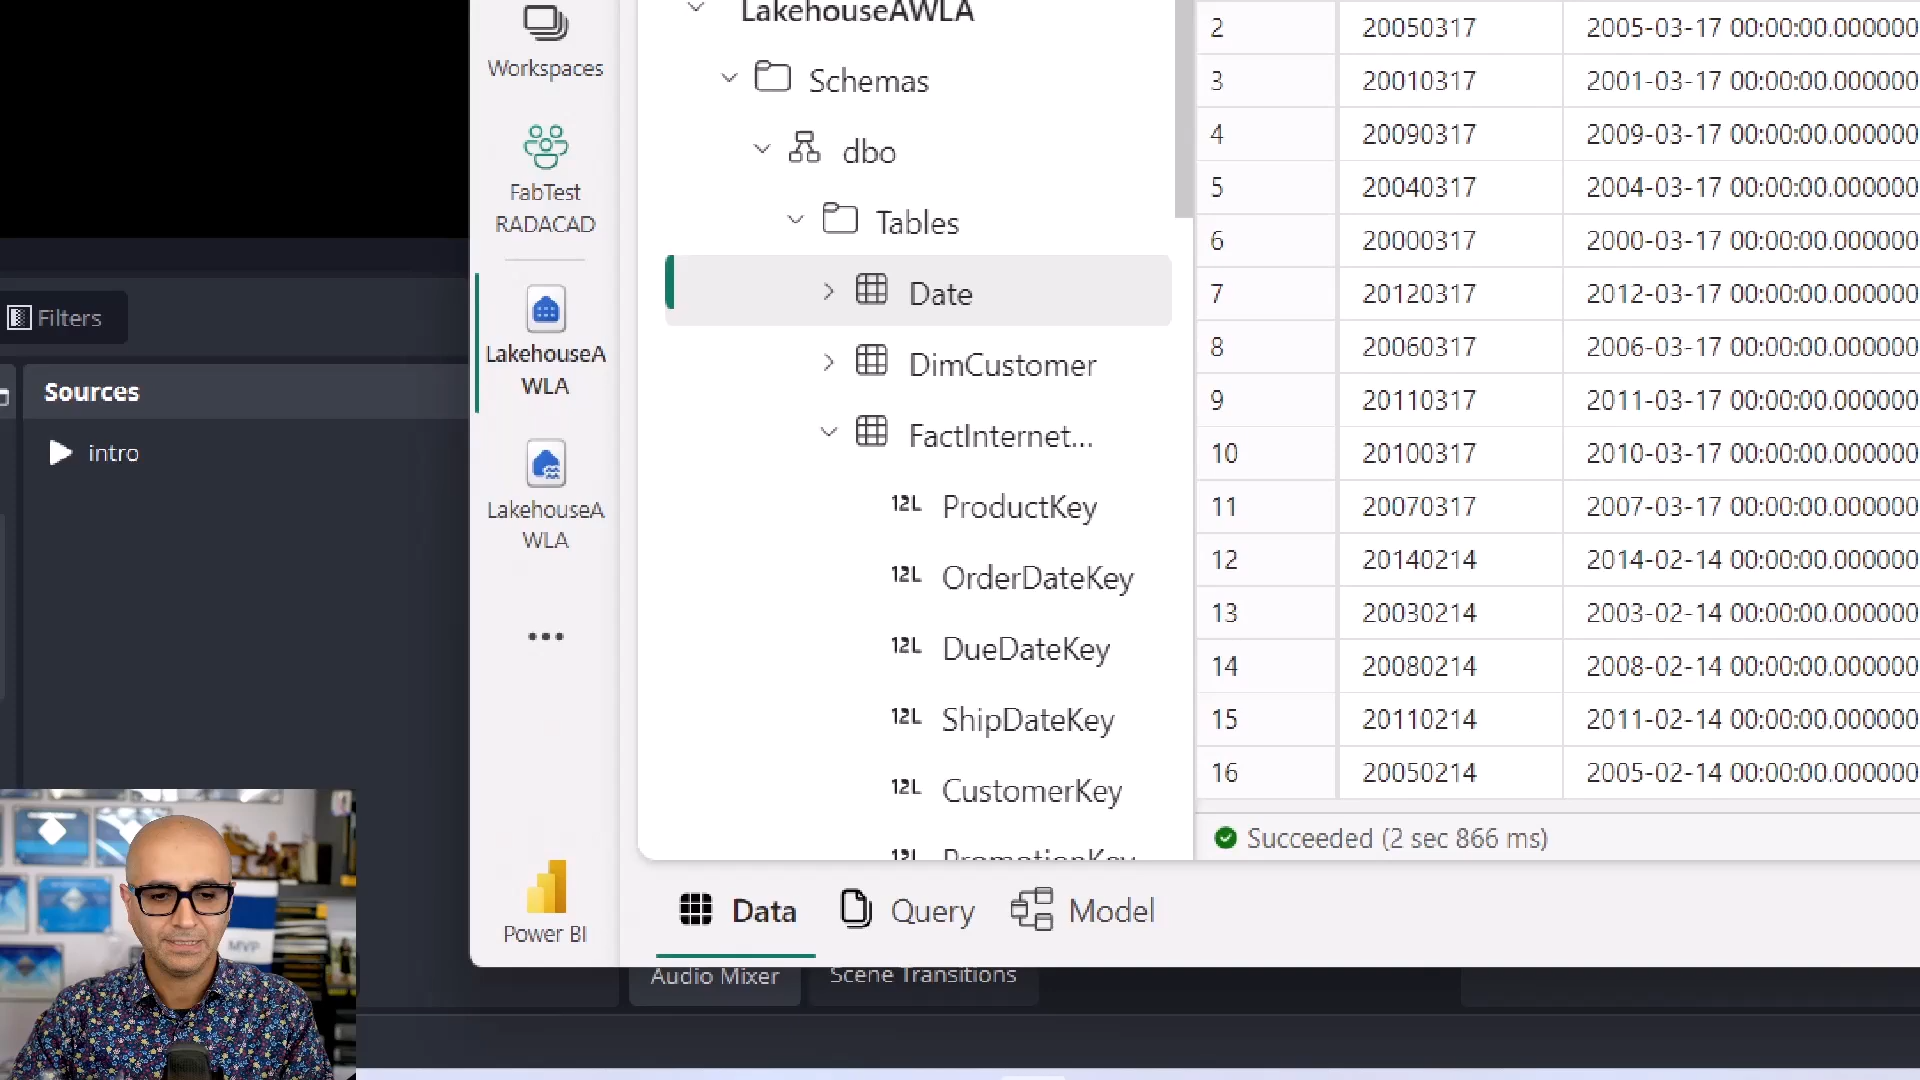 Workspaces
FabTest
RADACAD
LakehouseA
WLA
LakehouseA
WLA
Power BI
Filters
Sources
intro
LakehouseAWLA
Schemas
dbo
Tables
Date
DimCustomer
FactInternet...
12L ProductKey
12L OrderDateKey
12L DueDateKey
12L ShipDateKey
12L CustomerKey
12L PromotionKey
2 20050317 2005-03-17 00:00:00.000000
3 20010317 2001-03-17 00:00:00.000000
4 20090317 2009-03-17 00:00:00.000000
5 20040317 2004-03-17 00:00:00.000000
6 20000317 2000-03-17 00:00:00.000000
7 20120317 2012-03-17 00:00:00.000000
8 20060317 2006-03-17 00:00:00.000000
9 20110317 2011-03-17 00:00:00.000000
10 20100317 2010-03-17 00:00:00.000000
11 20070317 2007-03-17 00:00:00.000000
12 20140214 2014-02-14 00:00:00.000000
13 20030214 2003-02-14 00:00:00.000000
14 20080214 2008-02-14 00:00:00.000000
15 20110214 2011-02-14 00:00:00.000000
16 20050214 2005-02-14 00:00:00.000000
Succeeded (2 sec 866 ms)
Data Query Model
Audio Mixer Scene Transitions
MVP